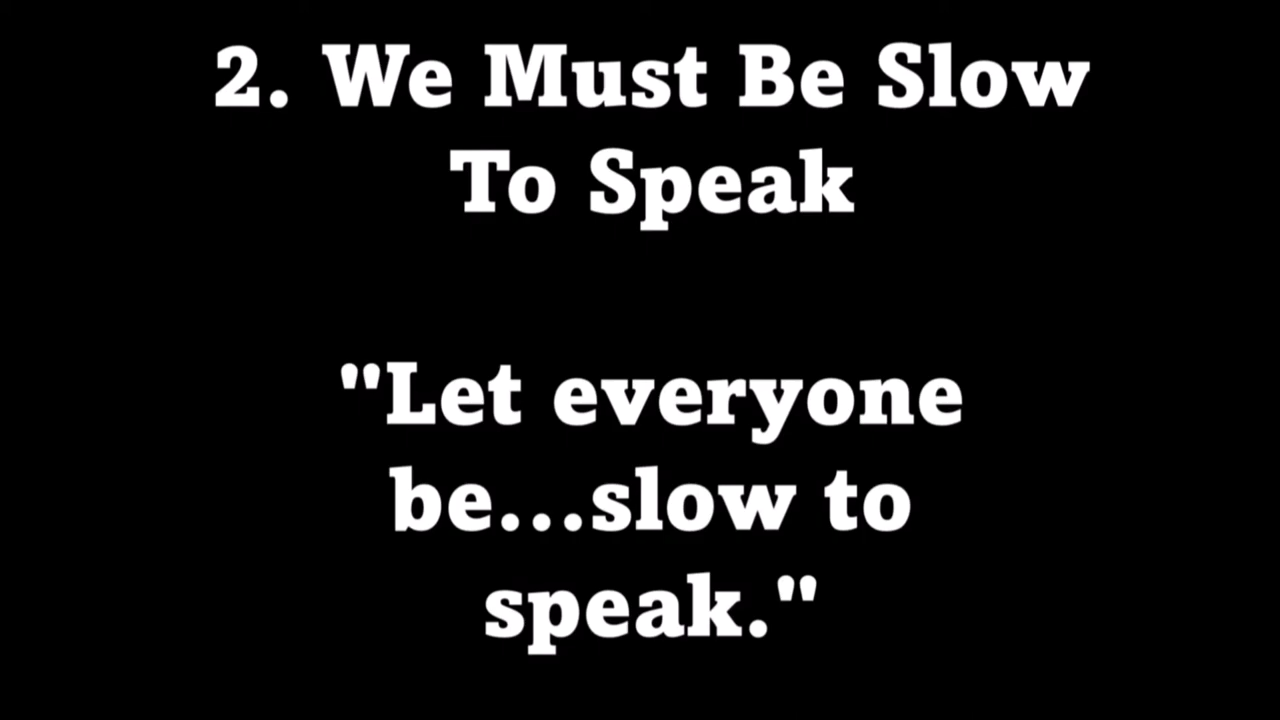 2. We Must Be Slow
To Speak
"Let everyone
be...slow to
speak."